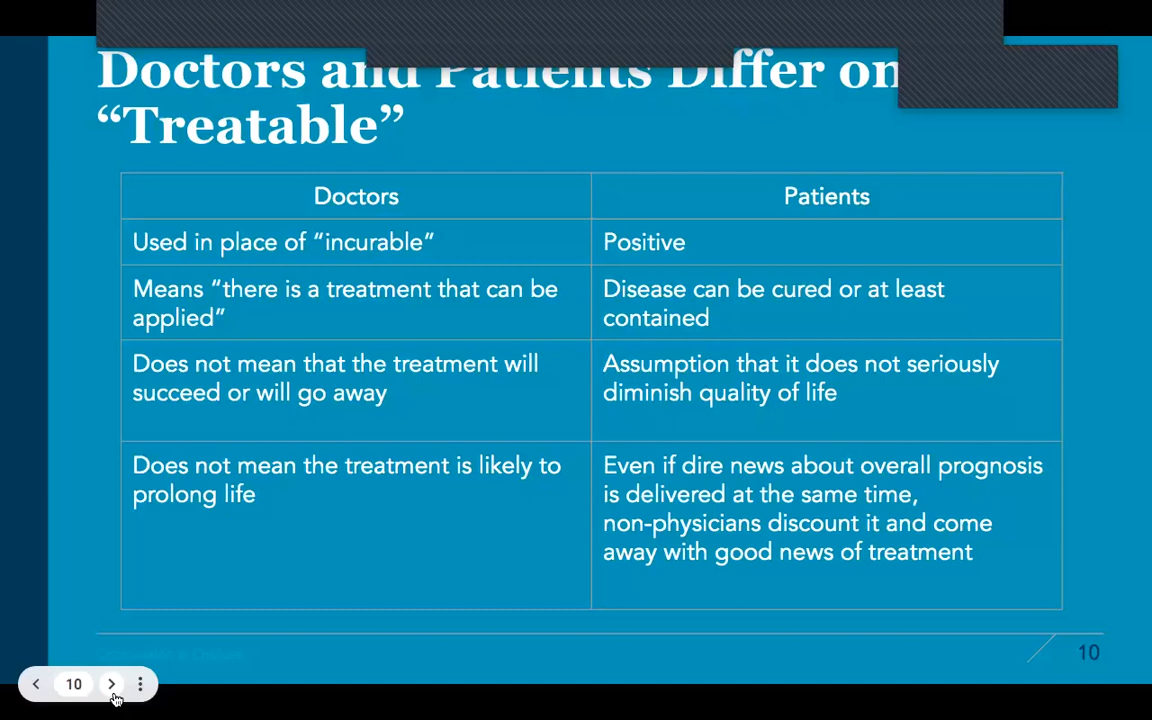 Doctors and Patients Differ on
“Treatable”
Doctors
Patients
Used in place of “incurable”
Positive
Means “there is a treatment that can be
applied”
Disease can be cured or at least
contained
Does not mean that the treatment will
succeed or will go away
Assumption that it does not seriously
diminish quality of life
Does not mean the treatment is likely to
prolong life
Even if dire news about overall prognosis
is delivered at the same time,
non-physicians discount it and come
away with good news of treatment
10
10